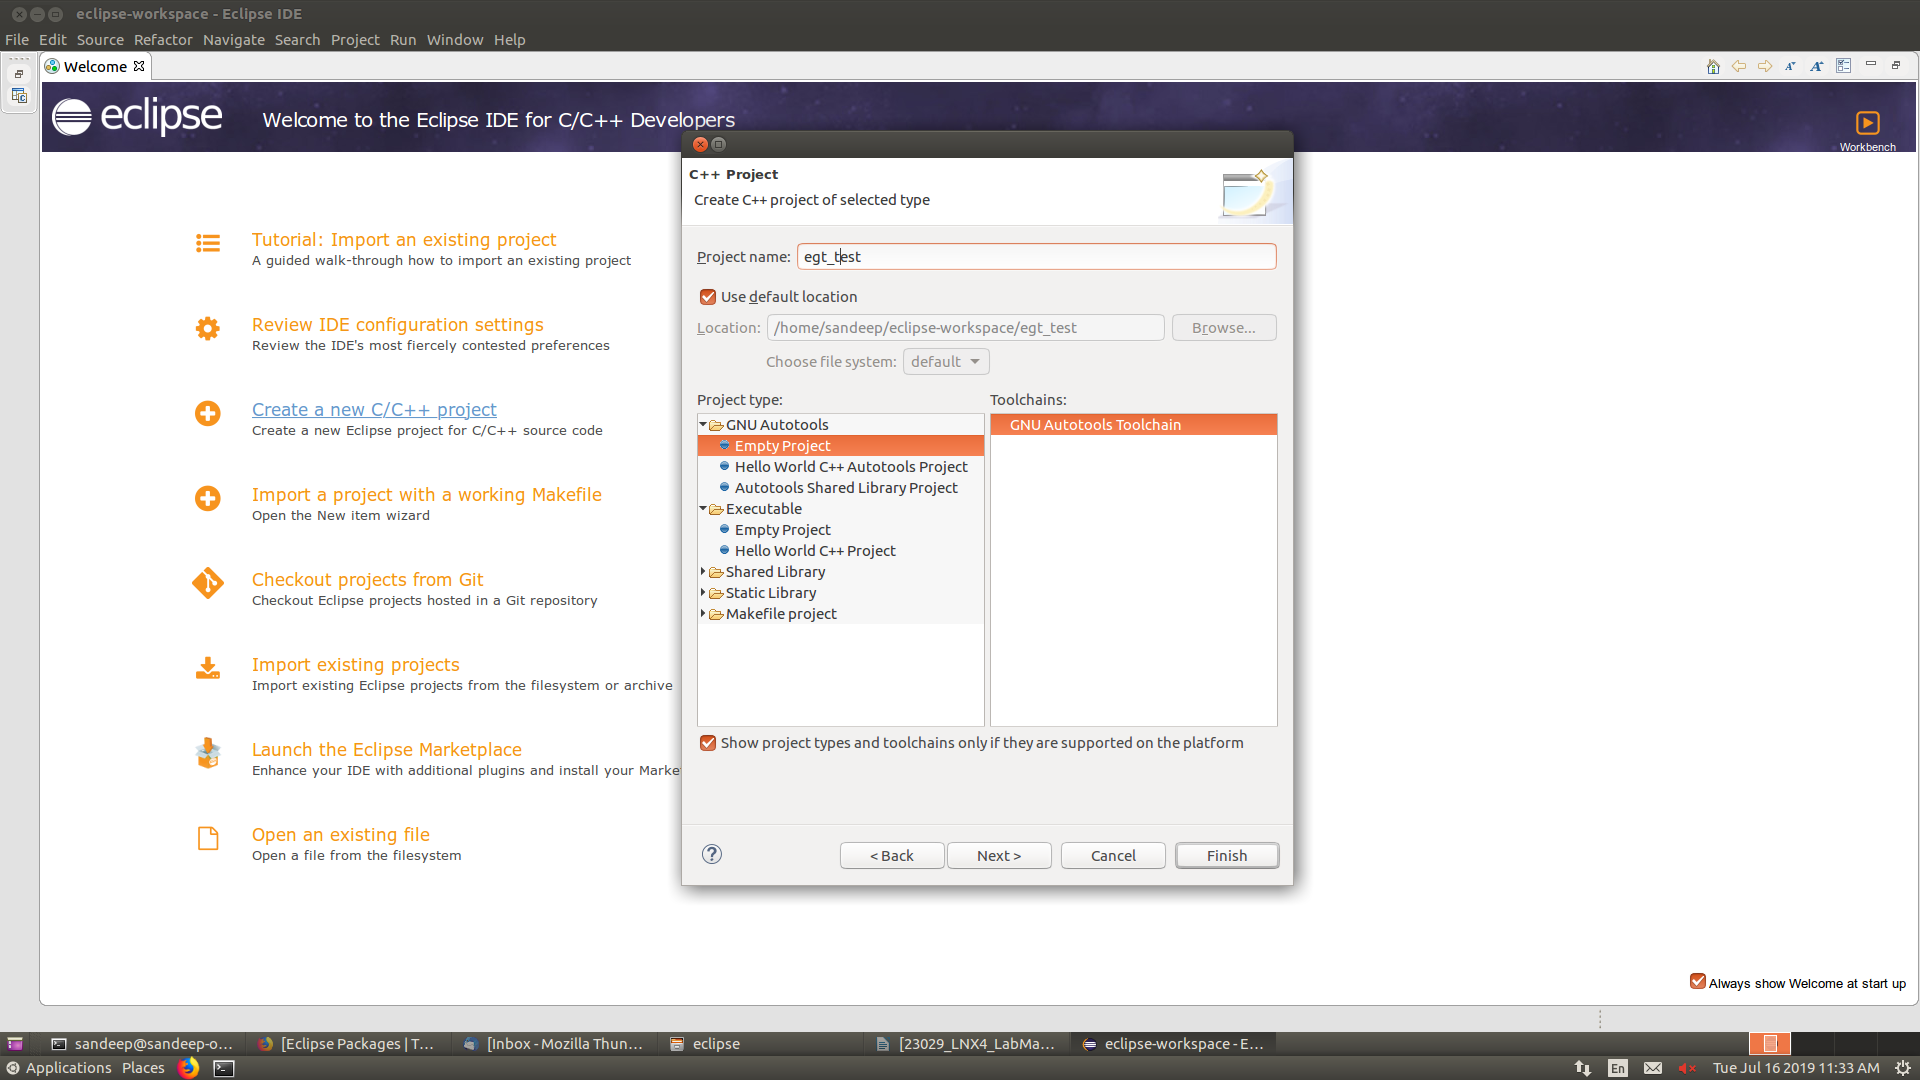 eclipse-workspace - Eclipse IDE
File Edit Source Refactor Navigate Search Project Run Window Help
Welcome
eclipse
Welcome to the Eclipse IDE for C/C++ Developers
Workbench
Tutorial: Import an existing project
A guided walk-through how to import an existing project
Review IDE configuration settings
Review the IDE's most fiercely contested preferences
Create a new C/C++ project
Create a new Eclipse project for C/C++ source code
Import a project with a working Makefile
Open the New item wizard
Checkout projects from Git
Checkout Eclipse projects hosted in a Git repository
Import existing projects
Import existing Eclipse projects from the filesystem or archive
Launch the Eclipse Marketplace
Enhance your IDE with additional plugins and install your Marke
Open an existing file
Open a file from the filesystem
C++ Project
Create C++ project of selected type
Project name: egt_test
Use default location
Location: /home/sandeep/eclipse-workspace/egt_test Browse...
Choose file system: default
Project type: Toolchains:
GNU Autotools
Empty Project
Hello World C++ Autotools Project
Autotools Shared Library Project
Executable
Empty Project
Hello World C++ Project
Shared Library
Static Library
Makefile project
GNU Autotools Toolchain
Show project types and toolchains only if they are supported on the platform
? < Back Next > Cancel Finish
Always show Welcome at start up
sandeep@sandeep-o... [Eclipse Packages | T... [Inbox - Mozilla Thun... eclipse [23029_LNX4_LabMa... eclipse-workspace - E...
Applications Places En Tue Jul 16 2019 11:33 AM